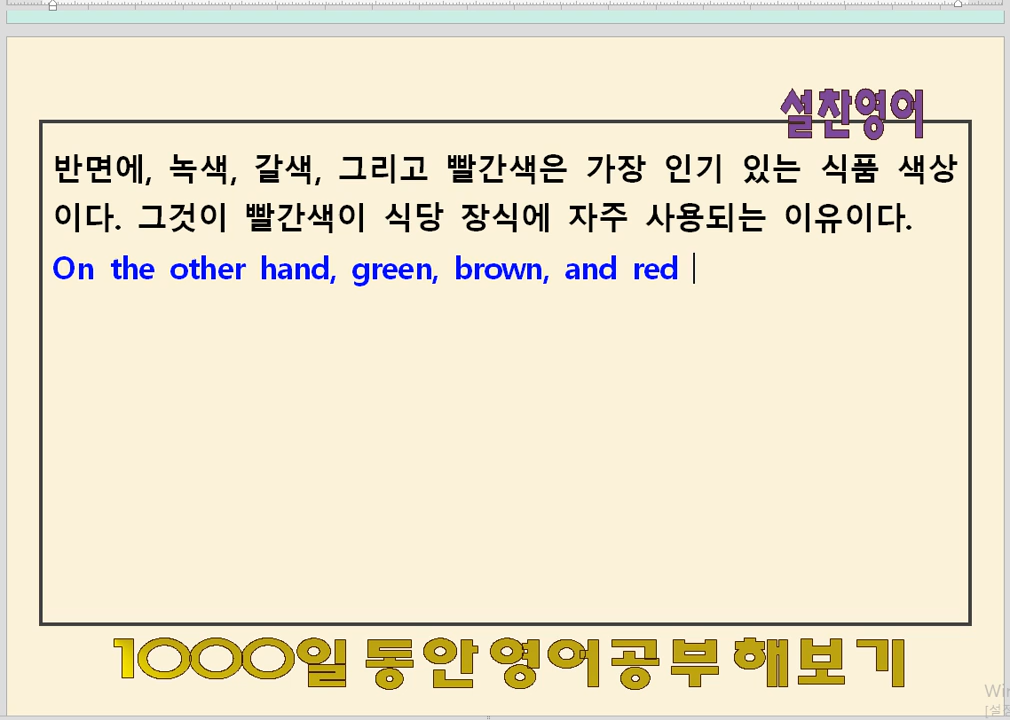 설찬영어
반면에, 녹색, 갈색, 그리고 빨간색은 가장 인기 있는 식품 색상
이다. 그것이 빨간색이 식당 장식에 자주 사용되는 이유이다.
On the other hand, green, brown, and red
1000일 동안 영어공부 해보기